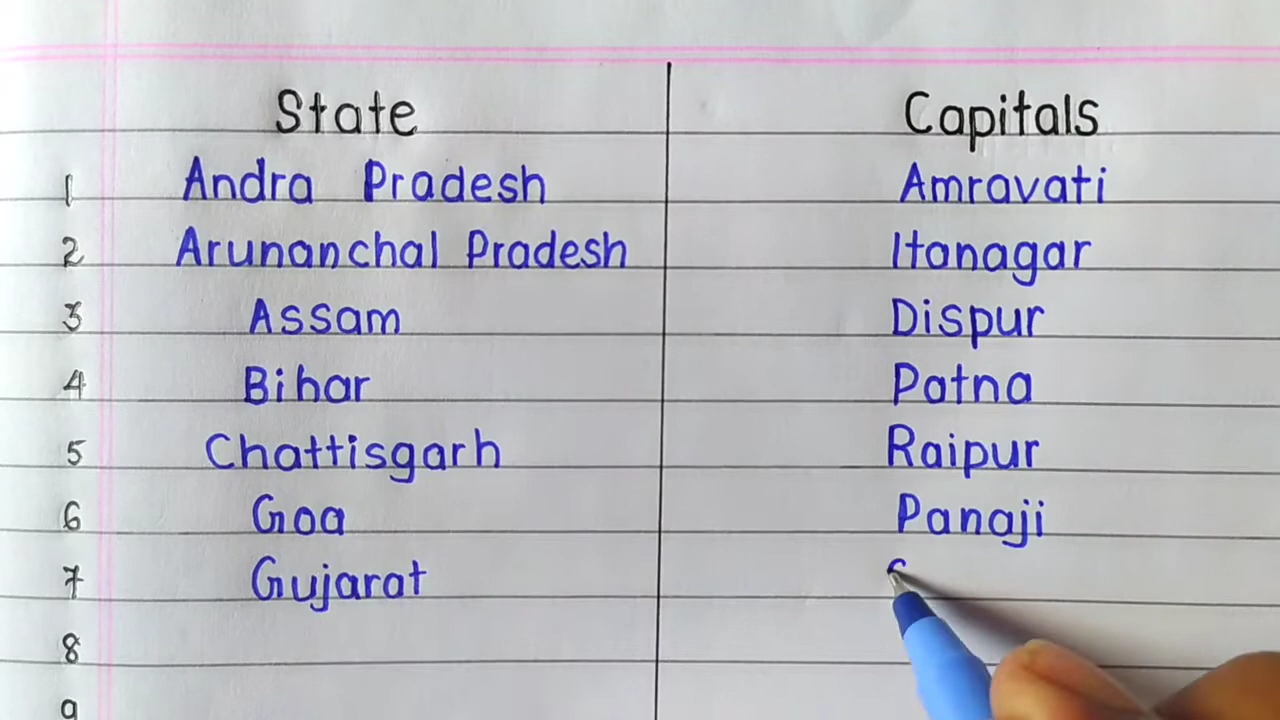 State Capitals
1 Andra Pradesh Amravati
2 Arunanchal Pradesh Itanagar
3 Assam Dispur
4 Bihar Patna
5 Chattisgarh Raipur
6 Goa Panaji
7 Gujarat
8
9